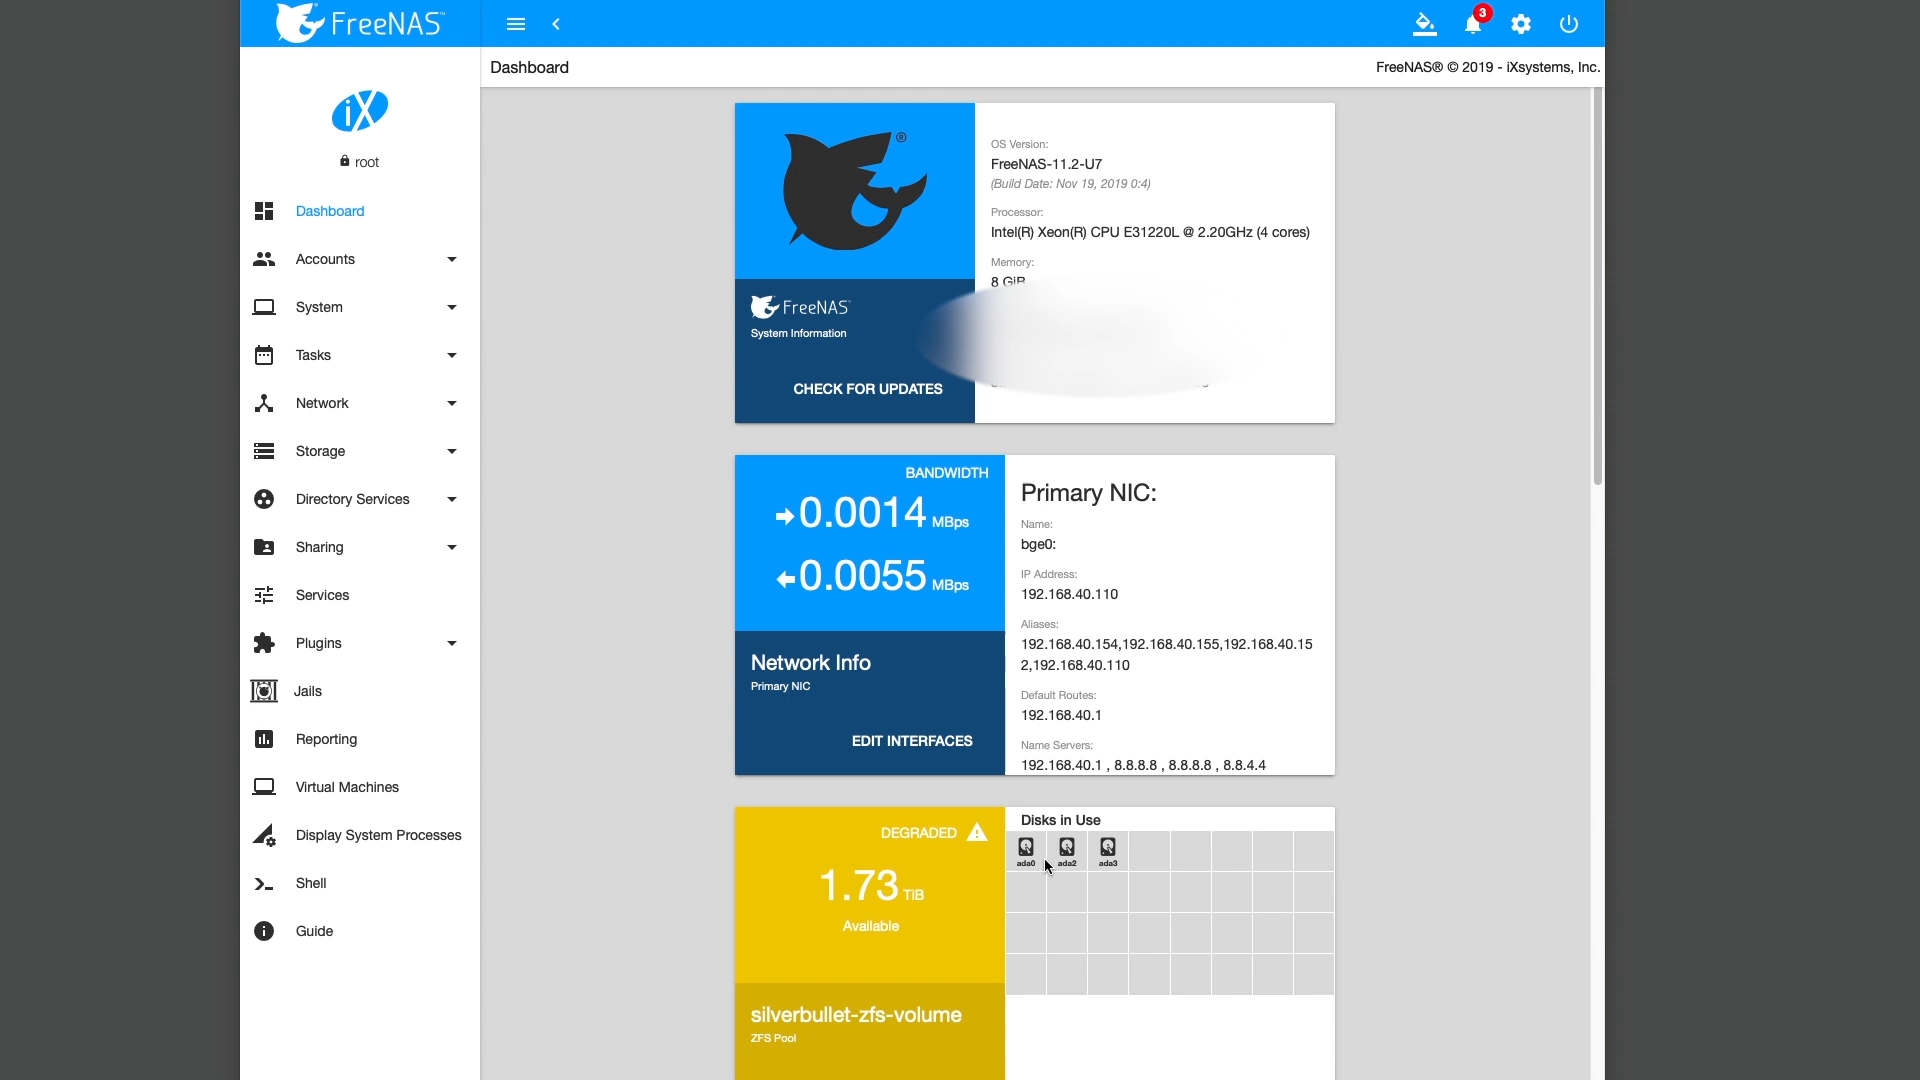 FreeNAS™
3
Dashboard
FreeNAS® © 2019 - iXsystems, Inc.
iX
root
Dashboard
Accounts
System
Tasks
Network
Storage
Directory Services
Sharing
Services
Plugins
Jails
Reporting
Virtual Machines
Display System Processes
Shell
Guide
®
FreeNAS™
System Information
CHECK FOR UPDATES
OS Version:
FreeNAS-11.2-U7
(Build Date: Nov 19, 2019 0:4)
Processor:
Intel(R) Xeon(R) CPU E31220L @ 2.20GHz (4 cores)
Memory:
8 GiB
BANDWIDTH
0.0014 MBps
0.0055 MBps
Network Info
Primary NIC
EDIT INTERFACES
Primary NIC:
Name:
bge0:
IP Address:
192.168.40.110
Aliases:
192.168.40.154,192.168.40.155,192.168.40.15
2,192.168.40.110
Default Routes:
192.168.40.1
Name Servers:
192.168.40.1 , 8.8.8.8 , 8.8.8.8 , 8.8.4.4
DEGRADED
1.73 TiB
Available
silverbullet-zfs-volume
ZFS Pool
Disks in Use
ada0 ada2 ada3